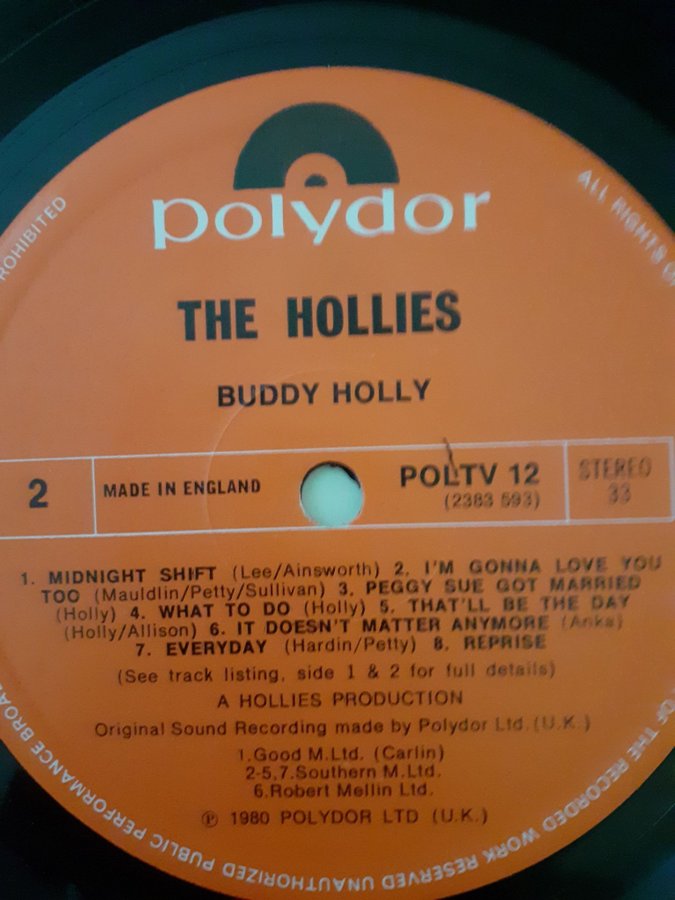 polydor
THE HOLLIES
BUDDY HOLLY
2
MADE IN ENGLAND
POLTV 12
(2383 593)
STEREO
33
1. MIDNIGHT SHIFT (Lee/Ainsworth) 2. I'M GONNA LOVE YOU
TOO (Mauldin/Petty/Sullivan) 3. PEGGY SUE GOT MARRIED
(Holly) 4. WHAT TO DO (Holly) 5. THAT'LL BE THE DAY
(Holly/Allison) 6. IT DOESN'T MATTER ANYMORE (Anka)
7. EVERYDAY (Hardin/Petty) 8. REPRISE
(See track listing, side 1 & 2 for full details)
A HOLLIES PRODUCTION
Original Sound Recording made by Polydor Ltd.(U.K.)
1.Good M.Ltd. (Carlin)
2-5,7.Southern M.Ltd.
6.Robert Mellin Ltd.
℗ 1980 POLYDOR LTD (U.K.)
ALL RIGHTS
OF THE RECORDED WORK RESERVED UNAUTHORIZED PUBLIC PERFORMANCE